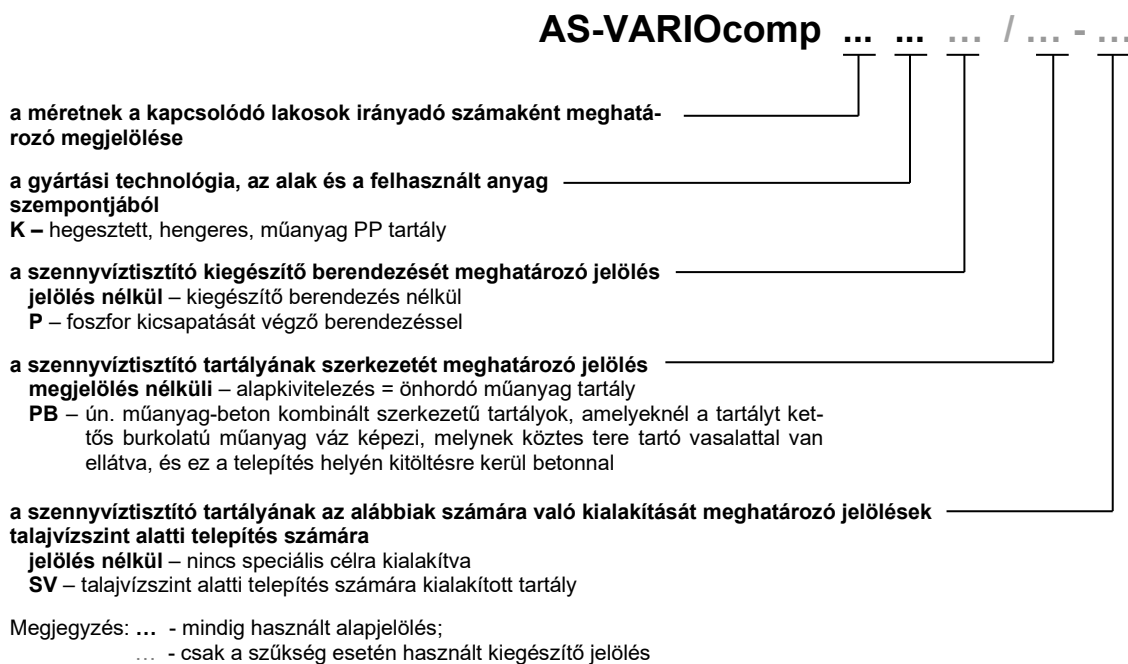 AS-VARIOcomp ... ... ... / ... - ...
a méretnek a kapcsolódó lakosok irányadó számaként meghatá-
rozó megjelölése
a gyártási technológia, az alak és a felhasznált anyag
szempontjából
K – hegesztett, hengeres, műanyag PP tartály
a szennyvíztisztító kiegészítő berendezését meghatározó jelölés
jelölés nélkül – kiegészítő berendezés nélkül
P – foszfor kicsapatását végző berendezéssel
a szennyvíztisztító tartályának szerkezetét meghatározó jelölés
megjelölés nélküli – alapkivitelezés = önhordó műanyag tartály
PB – ún. műanyag-beton kombinált szerkezetű tartályok, amelyeknél a tartályt ket-
tős burkolatú műanyag váz képezi, melynek köztes tere tartó vasalattal van
ellátva, és ez a telepítés helyén kitöltésre kerül betonnal
a szennyvíztisztító tartályának az alábbiak számára való kialakítását meghatározó jelölések
talajvízszint alatti telepítés számára
jelölés nélkül – nincs speciális célra kialakítva
SV – talajvízszint alatti telepítés számára kialakított tartály
Megjegyzés: ... - mindig használt alapjelölés;
... - csak a szűkség esetén használt kiegészítő jelölés